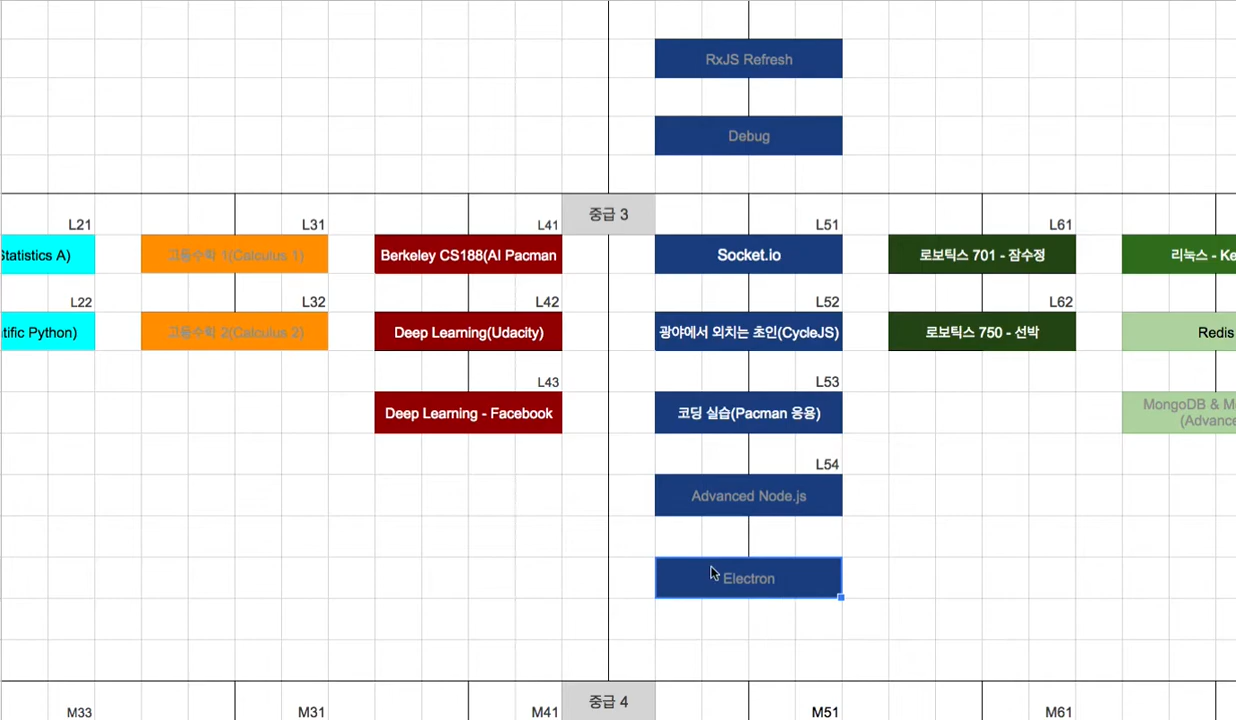 RxJS Refresh
Debug
중급 3
L21
L31
L41
L51
L61
Statistics A)
고등수학 1(Calculus 1)
Berkeley CS188(AI Pacman
Socket.io
로보틱스 701 - 잠수정
리눅스 - Ke
L22
L32
L42
L52
L62
tific Python)
고등수학 2(Calculus 2)
Deep Learning(Udacity)
광야에서 외치는 초인(CycleJS)
로보틱스 750 - 선박
Redis
L43
L53
Deep Learning - Facebook
코딩 실습(Pacman 응용)
MongoDB & M
(Advance
L54
Advanced Node.js
Electron
중급 4
M33
M31
M41
M51
M61